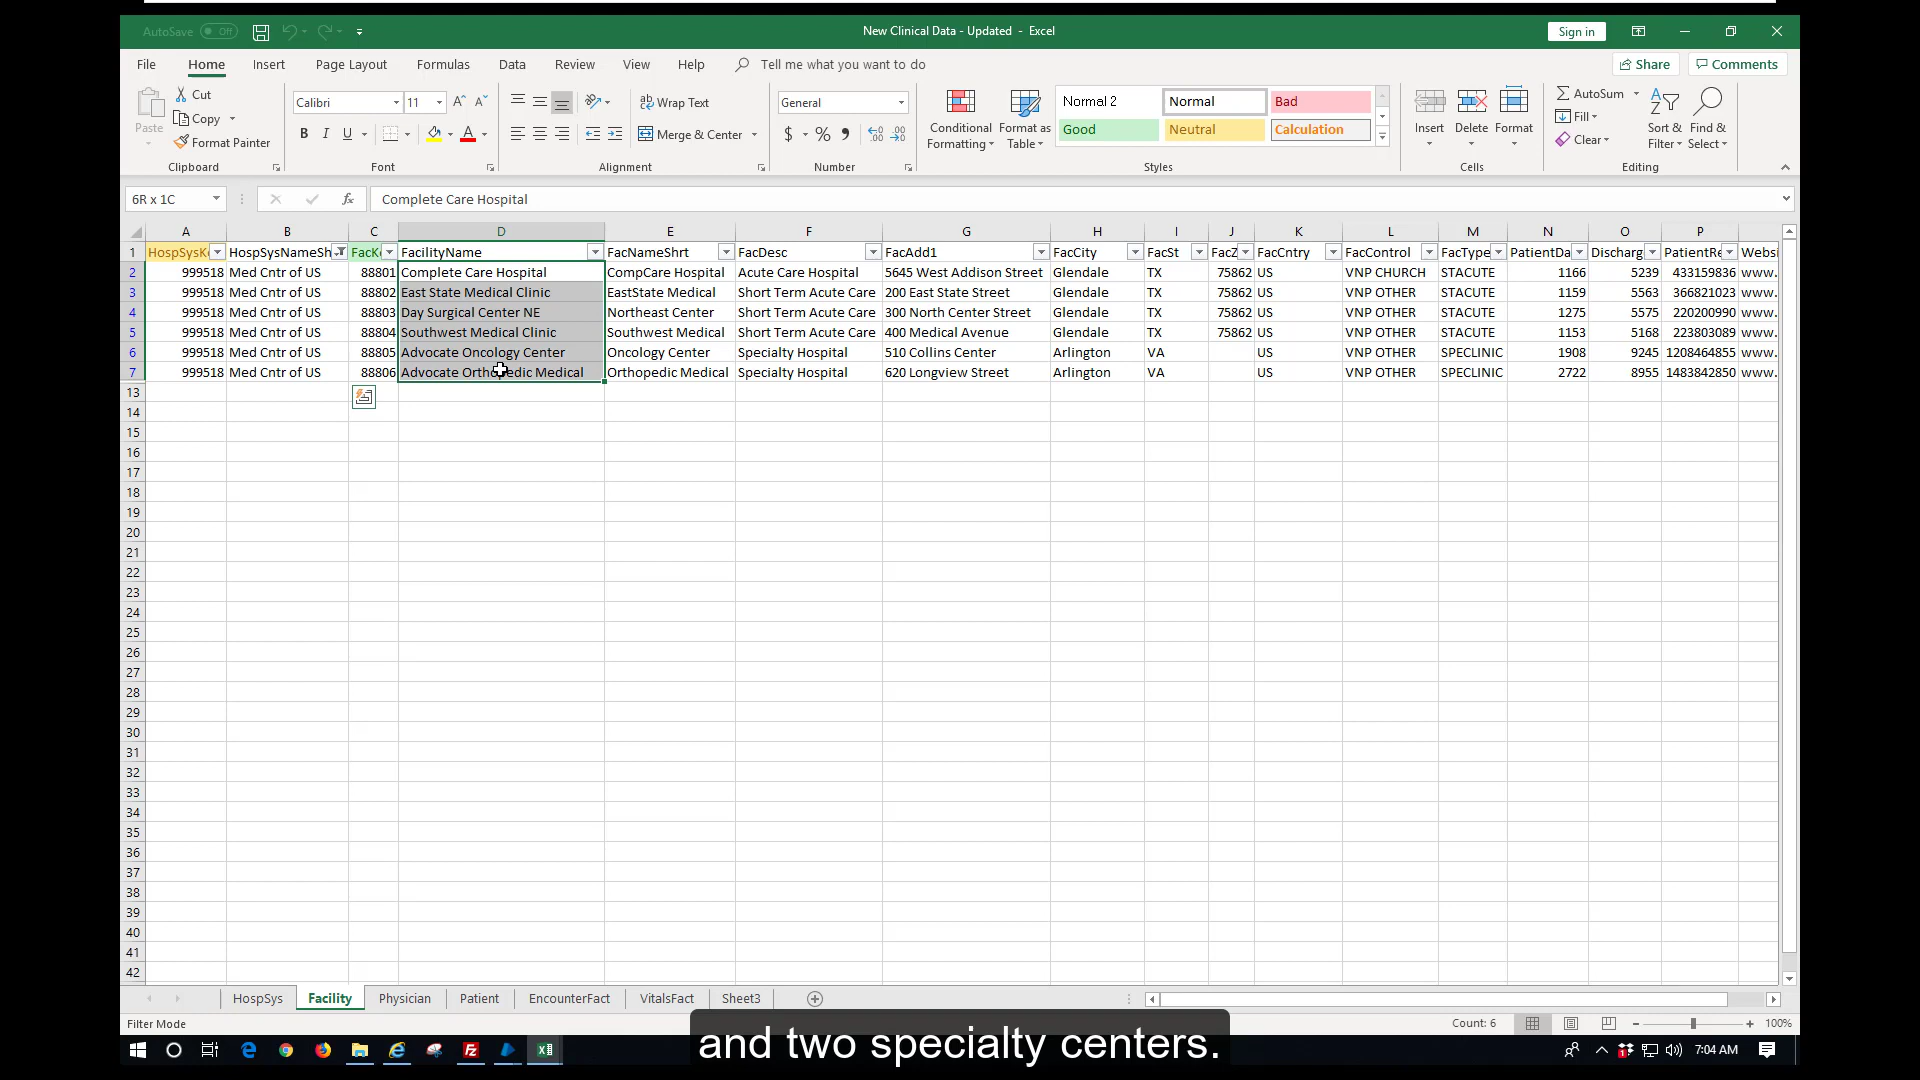 AutoSave Off
New Clinical Data - Updated - Excel
Sign in
File Home Insert Page Layout Formulas Data Review View Help Tell me what you want to do
Share Comments
Paste
Cut
Copy
Format Painter
Calibri 11
B I U
Wrap Text
Merge & Center
General
$ %
Conditional Formatting
Format as Table
Normal 2 Normal Bad
Good Neutral Calculation
Insert Delete Format
AutoSum
Fill
Clear
Sort & Filter
Find & Select
Clipboard Font Alignment Number Styles Cells Editing
6R x 1C
fx
Complete Care Hospital
A B C D E F G H I J K L M N O P
1 HospSysK HospSysNameSh FacK FacilityName FacNameShrt FacDesc FacAdd1 FacCity FacSt FacZ FacCntry FacControl FacType PatientDa Discharg PatientRe Websi
2 999518 Med Cntr of US 88801 Complete Care Hospital CompCare Hospital Acute Care Hospital 5645 West Addison Street Glendale TX 75862 US VNP CHURCH STACUTE 1166 5239 433159836 www.
3 999518 Med Cntr of US 88802 East State Medical Clinic EastState Medical Short Term Acute Care 200 East State Street Glendale TX 75862 US VNP OTHER STACUTE 1159 5563 366821023 www.
4 999518 Med Cntr of US 88803 Day Surgical Center NE Northeast Center Short Term Acute Care 300 North Center Street Glendale TX 75862 US VNP OTHER STACUTE 1275 5575 220200990 www.
5 999518 Med Cntr of US 88804 Southwest Medical Clinic Southwest Medical Short Term Acute Care 400 Medical Avenue Glendale TX 75862 US VNP OTHER STACUTE 1153 5168 223803089 www.
6 999518 Med Cntr of US 88805 Advocate Oncology Center Oncology Center Specialty Hospital 510 Collins Center Arlington VA US VNP OTHER SPECLINIC 1908 9245 1208464855 www.
7 999518 Med Cntr of US 88806 Advocate Orthopedic Medical Orthopedic Medical Specialty Hospital 620 Longview Street Arlington VA US VNP OTHER SPECLINIC 2722 8955 1483842850 www.
13
14
15
16
17
18
19
20
21
22
23
24
25
26
27
28
29
30
31
32
33
34
35
36
37
38
39
40
41
42
HospSys Facility Physician Patient EncounterFact VitalsFact Sheet3
Filter Mode
Count: 6
100%
and two specialty centers.
7:04 AM